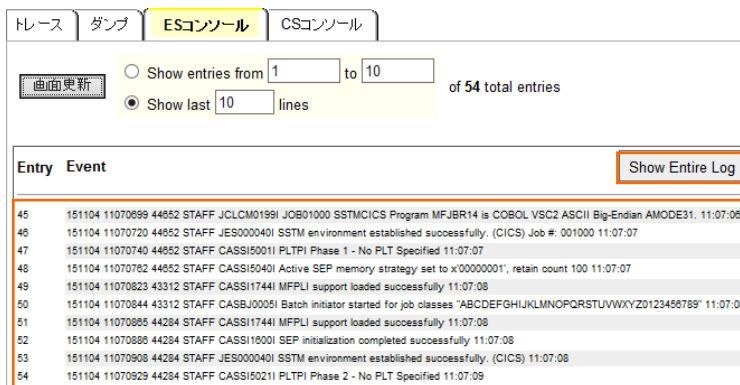 トレース ダンプ ESコンソール CSコンソール
画面更新
Show entries from 1 to 10
Show last 10 lines
of 54 total entries
Entry Event Show Entire Log
45 151104 11070699 44652 STAFF JCLCM0199I JOB01000 SSTMCICS Program MFJBR14 is COBOL VSC2 ASCII Big-Endian AMODE31. 11:07:06
46 151104 11070720 44652 STAFF JES000040I SSTM environment established successfully. (CICS) Job #: 001000 11:07:07
47 151104 11070740 44652 STAFF CASSI5001I PLTPI Phase 1 - No PLT Specified 11:07:07
48 151104 11070762 44652 STAFF CASSI5040I Active SEP memory strategy set to x'00000001', retain count 100 11:07:07
49 151104 11070823 43312 STAFF CASSI1744I MFPLI support loaded successfully 11:07:08
50 151104 11070844 43312 STAFF CASBJ0005I Batch initiator started for job classes "ABCDEFGHIJKLMNOPQRSTUVWXYZ0123456789" 11:07:0
51 151104 11070865 44284 STAFF CASSI1744I MFPLI support loaded successfully 11:07:08
52 151104 11070886 44284 STAFF CASSI1600I SEP initialization completed successfully 11:07:08
53 151104 11070908 44284 STAFF JES000040I SSTM environment established successfully. (CICS) 11:07:08
54 151104 11070929 44284 STAFF CASSI5021I PLTPI Phase 2 - No PLT Specified 11:07:09